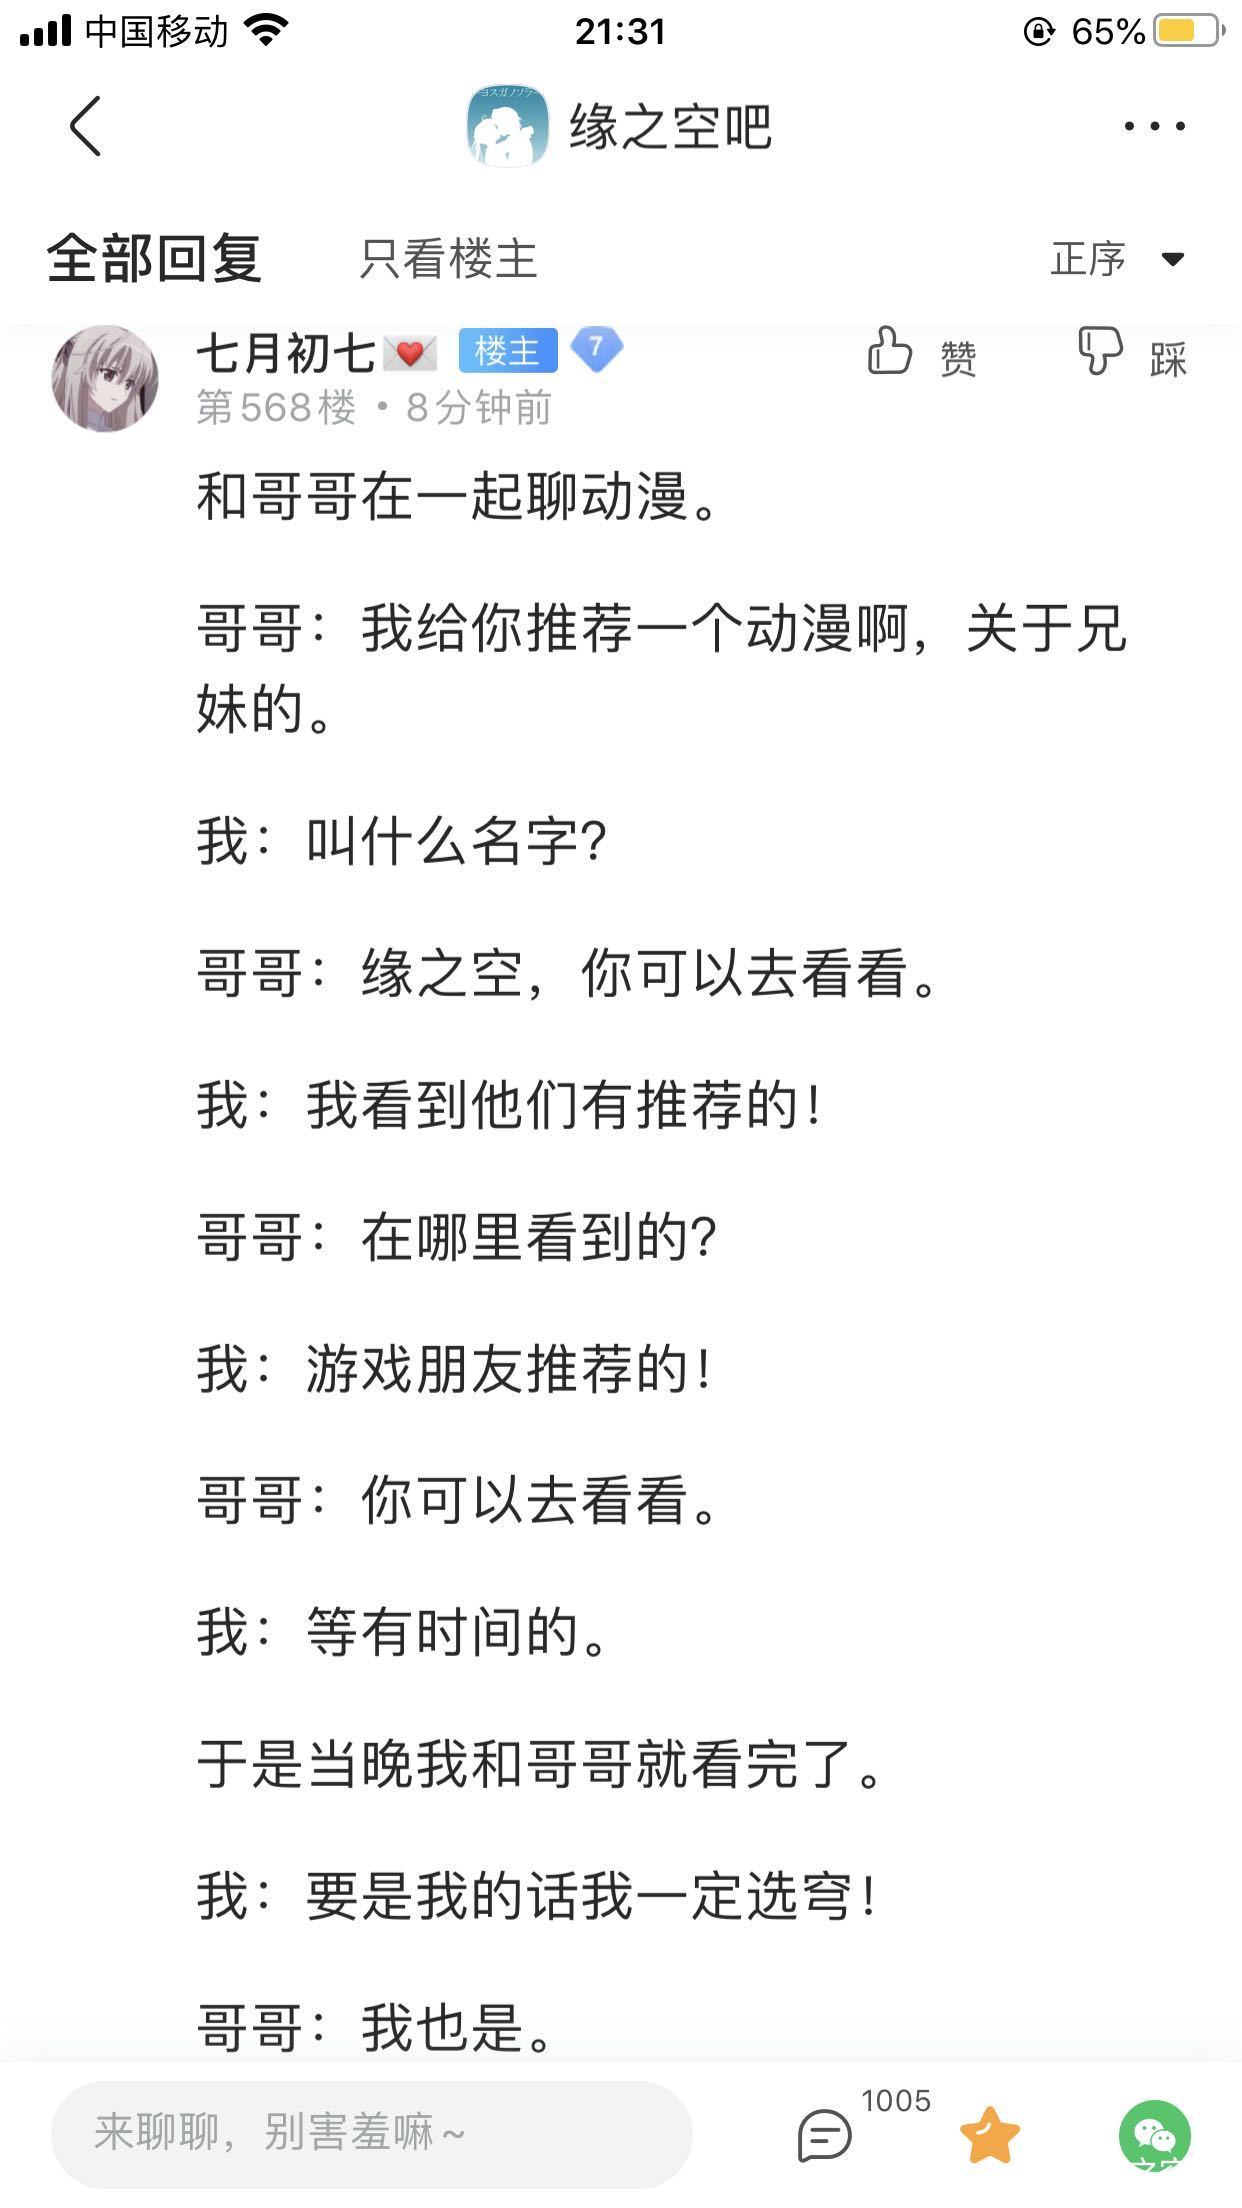 中国移动
21:31
65%
ヨスガノソラ
缘之空吧
全部回复
只看楼主
正序
七月初七 楼主 7
赞
踩
第568楼 · 8分钟前
和哥哥在一起聊动漫。
哥哥：我给你推荐一个动漫啊，关于兄
妹的。
我：叫什么名字？
哥哥：缘之空，你可以去看看。
我：我看到他们有推荐的！
哥哥：在哪里看到的？
我：游戏朋友推荐的！
哥哥：你可以去看看。
我：等有时间的。
于是当晚我和哥哥就看完了。
我：要是我的话我一定选穹！
哥哥：我也是。
来聊聊，别害羞嘛~
1005